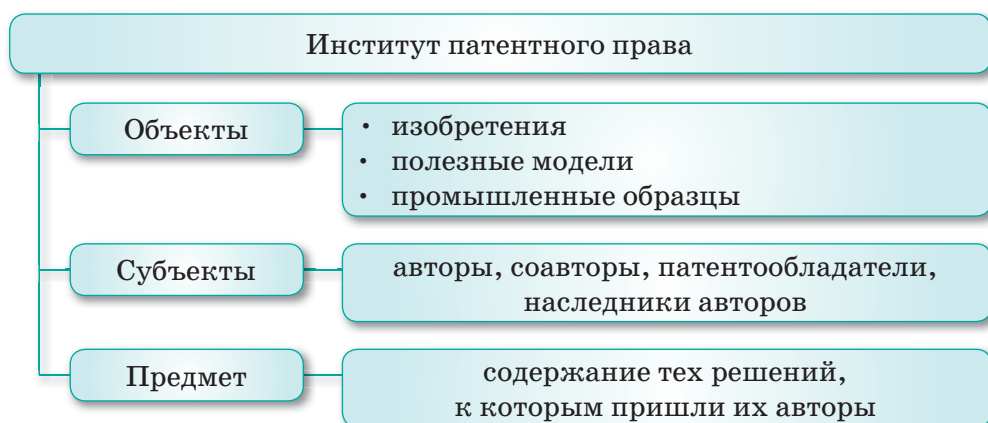 Институт патентного права
Объекты
• изобретения
• полезные модели
• промышленные образцы
Субъекты
авторы, соавторы, патентообладатели,
наследники авторов
Предмет
содержание тех решений,
к которым пришли их авторы